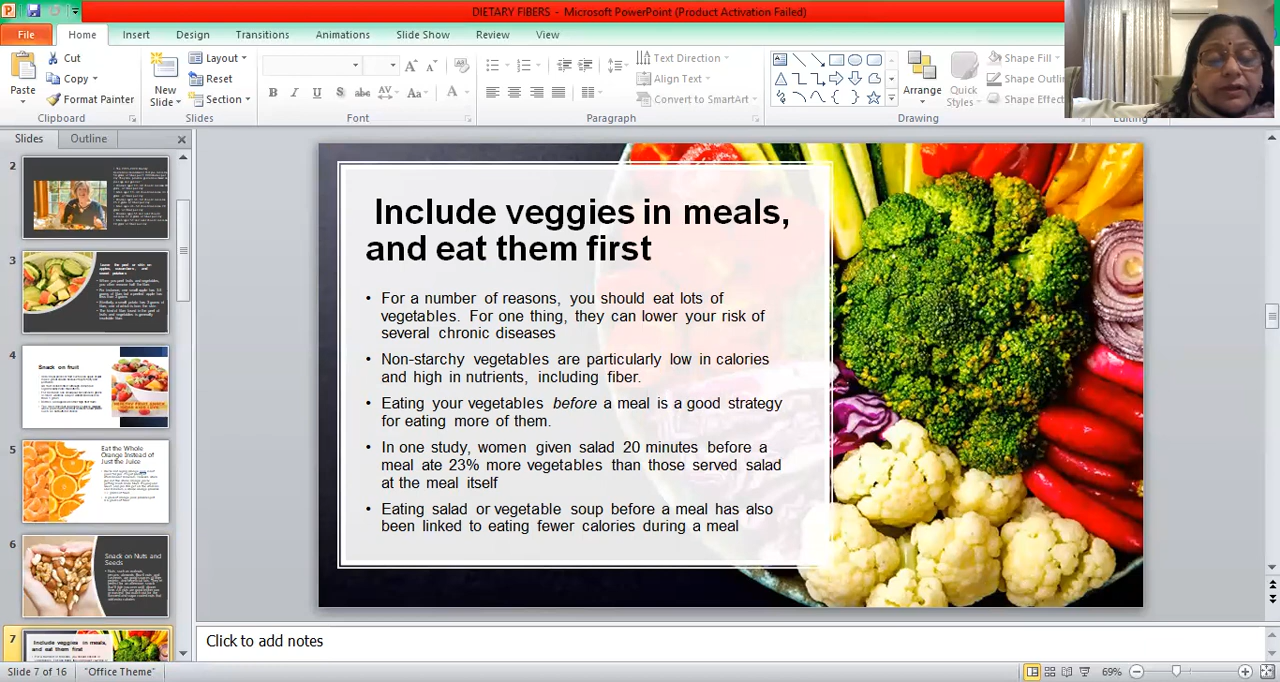 DIETARY FIBERS - Microsoft PowerPoint (Product Activation Failed)
File Home Insert Design Transitions Animations Slide Show Review View
Paste
Cut
Copy
Format Painter
Clipboard
New
Slide
Layout
Reset
Section
Slides
B I U S abc AV Aa A
Font
Text Direction
Align Text
Convert to SmartArt
Paragraph
Arrange
Quick
Styles
Shape Fill
Shape
Shape
Drawing
Editing
Slides Outline
2
3
4
Snack on fruit
5
Eat the Whole
Orange Instead of
Just the Juice
6
Snack on Nuts and
Seeds
7
Include veggies in meals,
and eat them first
Include veggies in meals,
and eat them first
• For a number of reasons, you should eat lots of
vegetables. For one thing, they can lower your risk of
several chronic diseases
• Non-starchy vegetables are particularly low in calories
and high in nutrients, including fiber.
• Eating your vegetables before a meal is a good strategy
for eating more of them.
• In one study, women given salad 20 minutes before a
meal ate 23% more vegetables than those served salad
at the meal itself
• Eating salad or vegetable soup before a meal has also
been linked to eating fewer calories during a meal
Click to add notes
Slide 7 of 16 "Office Theme" 69%